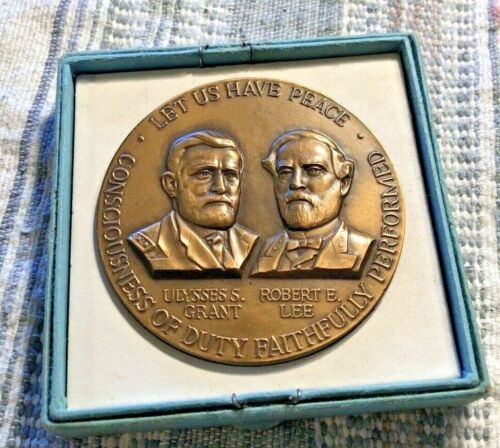 LET US HAVE PEACE
CONSCIOUSNESS OF DUTY FAITHFULLY PERFORMED
ULYSSES S.
GRANT
ROBERT E.
LEE